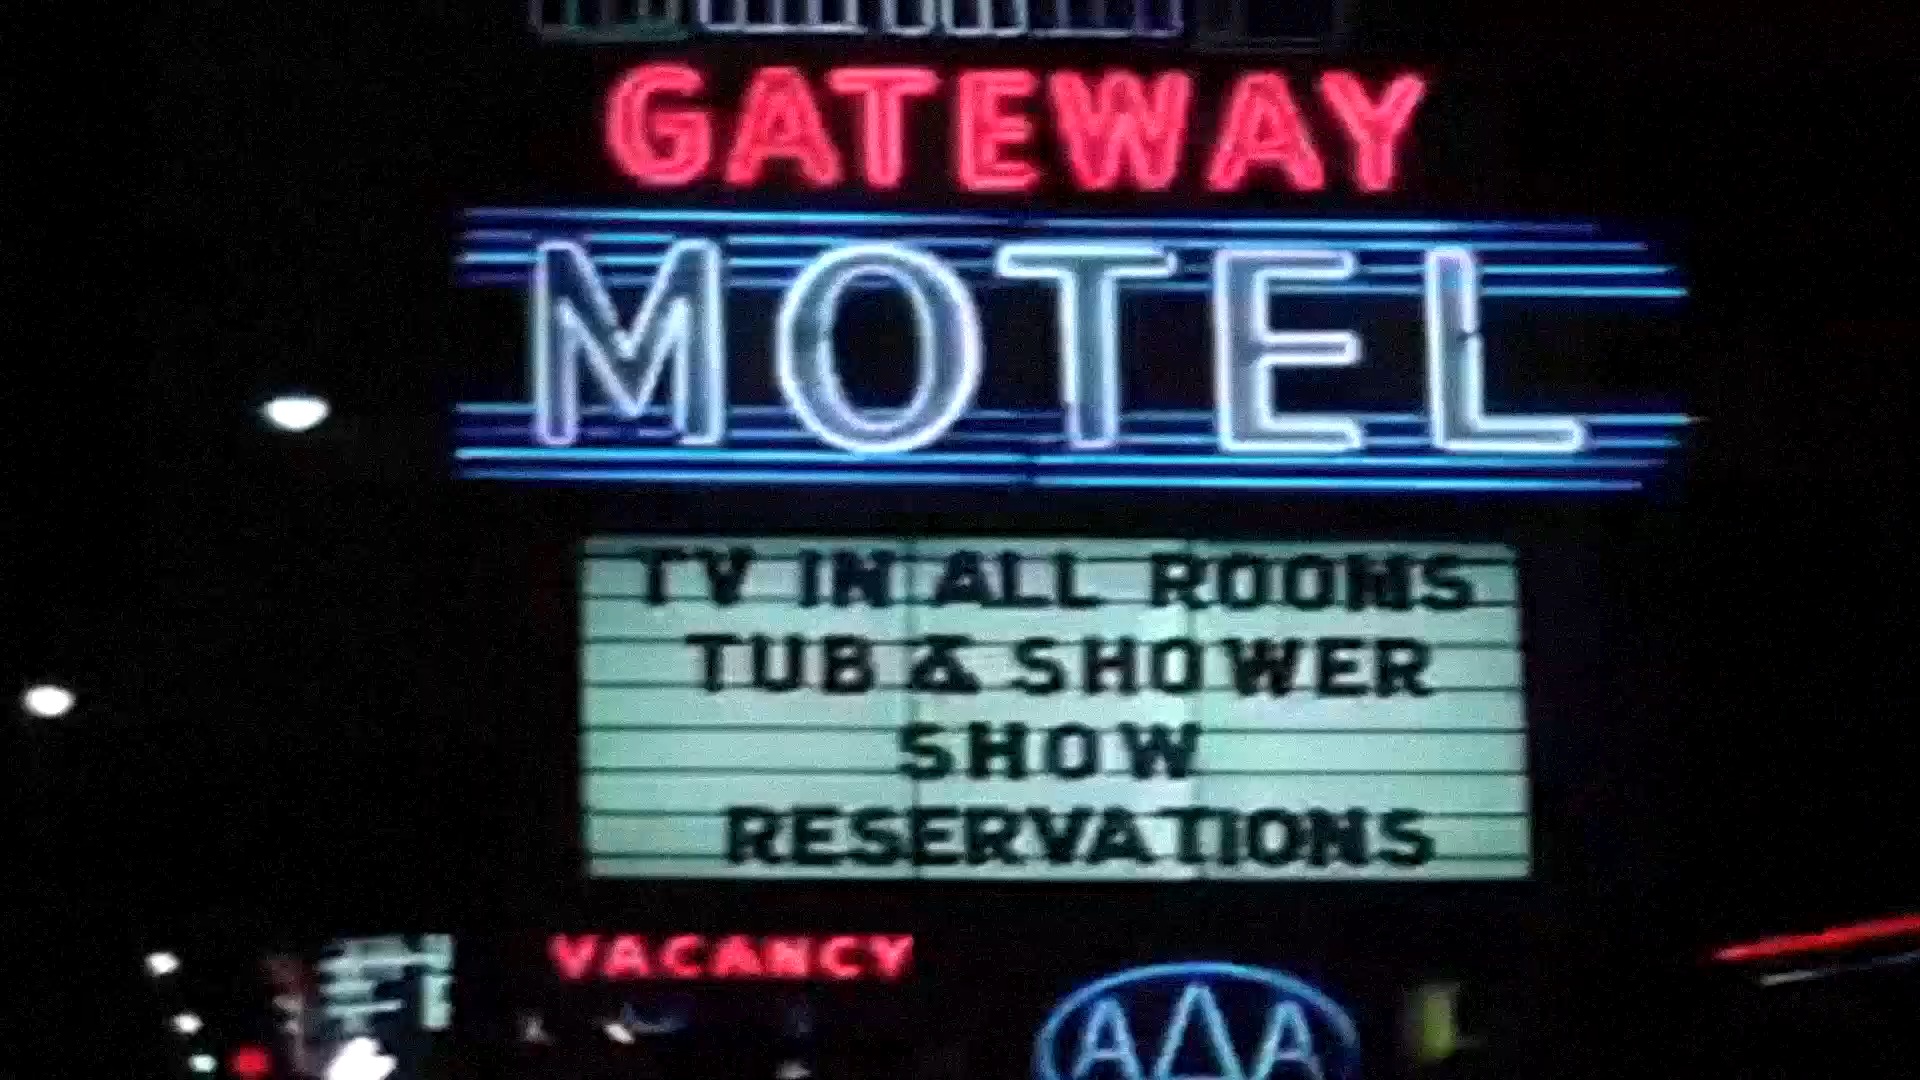 GATEWAY
MOTEL
TV IN ALL ROOMS
TUB & SHOWER
SHOW
RESERVATIONS
VACANCY
AAA